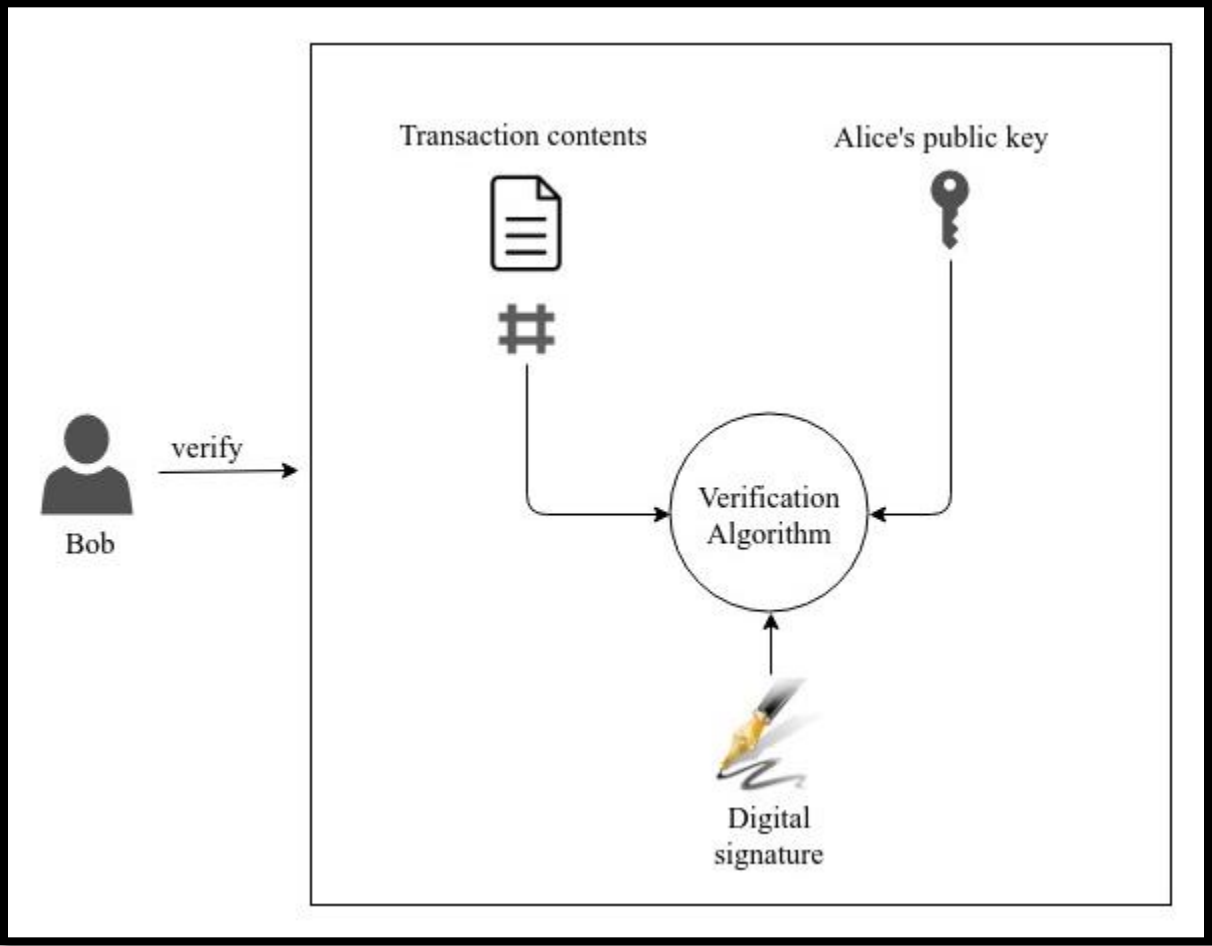 Transaction contents
Alice's public key
verify
Bob
Verification
Algorithm
Digital
signature